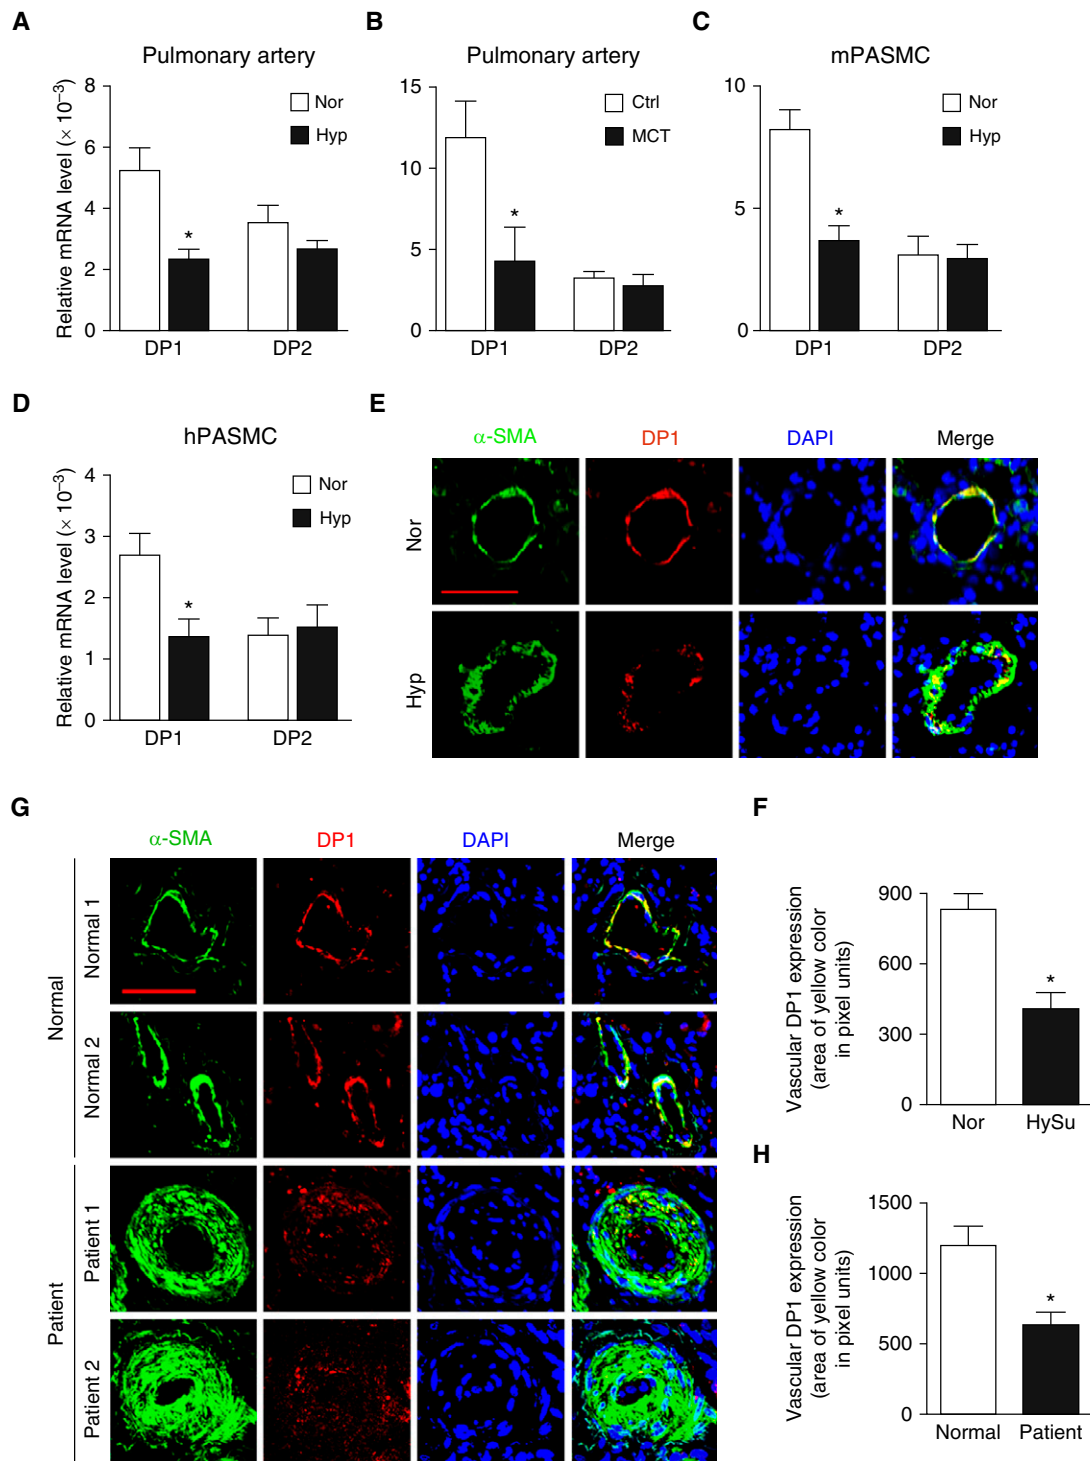 A
Pulmonary artery
Relative mRNA level (× 10⁻³)
8
6
4
2
0
Nor
Hyp
*
DP1
DP2
B
Pulmonary artery
15
10
5
0
Ctrl
MCT
*
DP1
DP2
C
mPASMC
10
5
0
Nor
Hyp
*
DP1
DP2
D
hPASMC
Relative mRNA level (× 10⁻³)
4
3
2
1
0
Nor
Hyp
*
DP1
DP2
E
α-SMA
DP1
DAPI
Merge
Nor
Hyp
G
α-SMA
DP1
DAPI
Merge
Normal
Normal 1
Normal 2
Patient
Patient 1
Patient 2
F
Vascular DP1 expression
(area of yellow color
in pixel units)
900
600
300
0
*
Nor
HySu
H
Vascular DP1 expression
(area of yellow color
in pixel units)
1500
1000
500
0
*
Normal
Patient